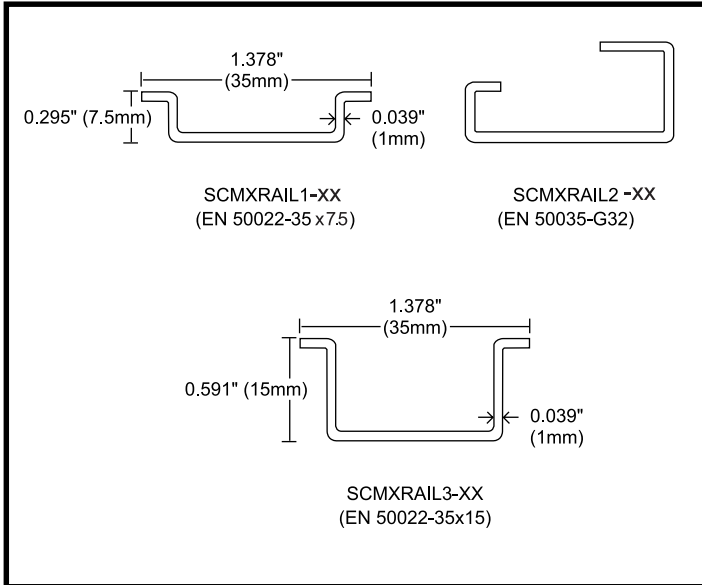 1.378"
(35mm)
0.295" (7.5mm)
0.039"
(1mm)
SCMXRAIL1-XX
(EN 50022-35 x7.5)
SCMXRAIL2 -XX
(EN 50035-G32)
1.378"
(35mm)
0.591" (15mm)
0.039"
(1mm)
SCMXRAIL3-XX
(EN 50022-35x15)